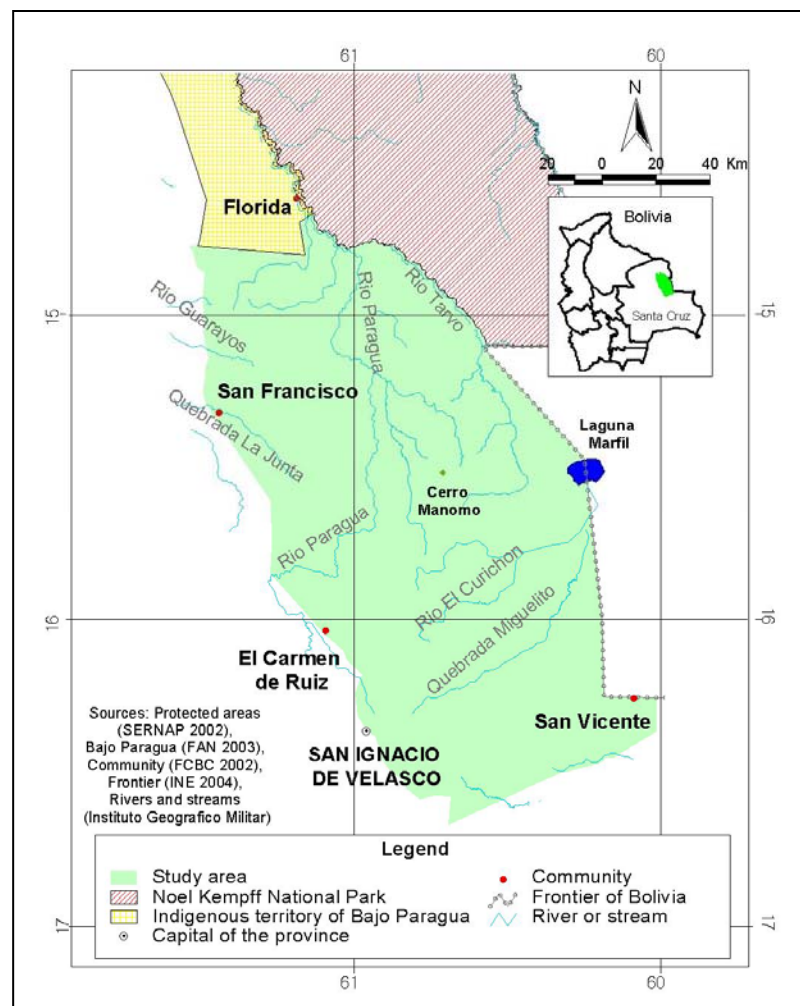 61
60
N
20 0 20 40 Km
Bolivia
Santa Cruz
Florida
Rio Paragua
Rio Tarvo
15
15
Rio Guarayos
San Francisco
Quebrada La Junta
Laguna
Marfil
Cerro
Manomo
Rio Paragua
Rio El Curichon
16
16
Quebrada Miguelito
El Carmen
de Ruiz
San Vicente
Sources: Protected areas
(SERNAP 2002),
Bajo Paragua (FAN 2003),
Community (FCBC 2002),
Frontier (INE 2004),
Rivers and streams
(Instituto Geografico Militar)
SAN IGNACIO
DE VELASCO
Legend
Study area
Noel Kempff National Park
Indigenous territory of Bajo Paragua
Capital of the province
Community
Frontier of Bolivia
River or stream
17
17
61
60